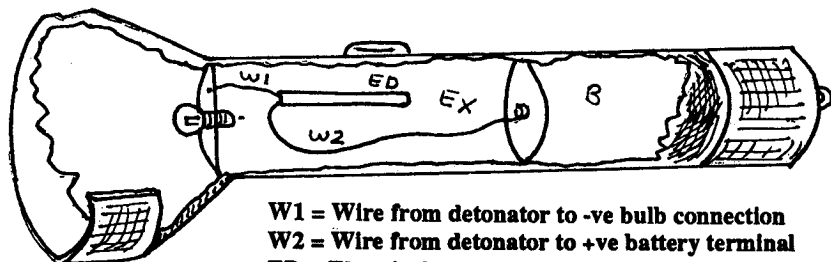 W1 ED EX B
W2
W1 = Wire from detonator to -ve bulb connection
W2 = Wire from detonator to +ve battery terminal